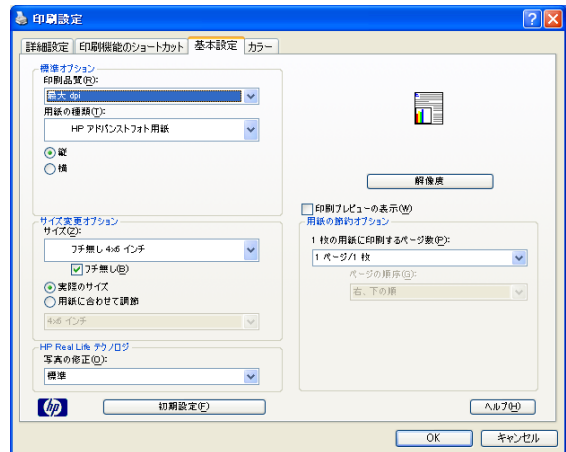 印刷設定
詳細設定 印刷機能のショートカット 基本設定 カラー
標準オプション
印刷品質(R):
最大 dpi
用紙の種類(T):
HP アドバンストフォト用紙
縦
横
解像度
印刷プレビューの表示(W)
サイズ変更オプション
サイズ(Z):
フチ無し 4x6 インチ
フチ無し(B)
実際のサイズ
用紙に合わせて調節
4x6 インチ
用紙の節約オプション
1 枚の用紙に印刷するページ数(P):
1 ページ/1 枚
ページの順序(G):
右、下の順
HP Real Life テクノロジ
写真の修正(O):
標準
hp
初期設定(F)
ヘルプ(H)
OK キャンセル